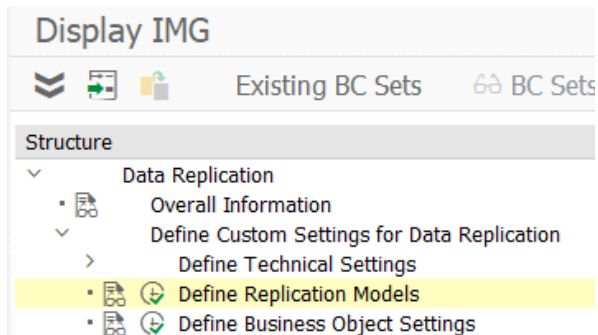 Display IMG
Existing BC Sets BC Sets
Structure
Data Replication
Overall Information
Define Custom Settings for Data Replication
Define Technical Settings
Define Replication Models
Define Business Object Settings